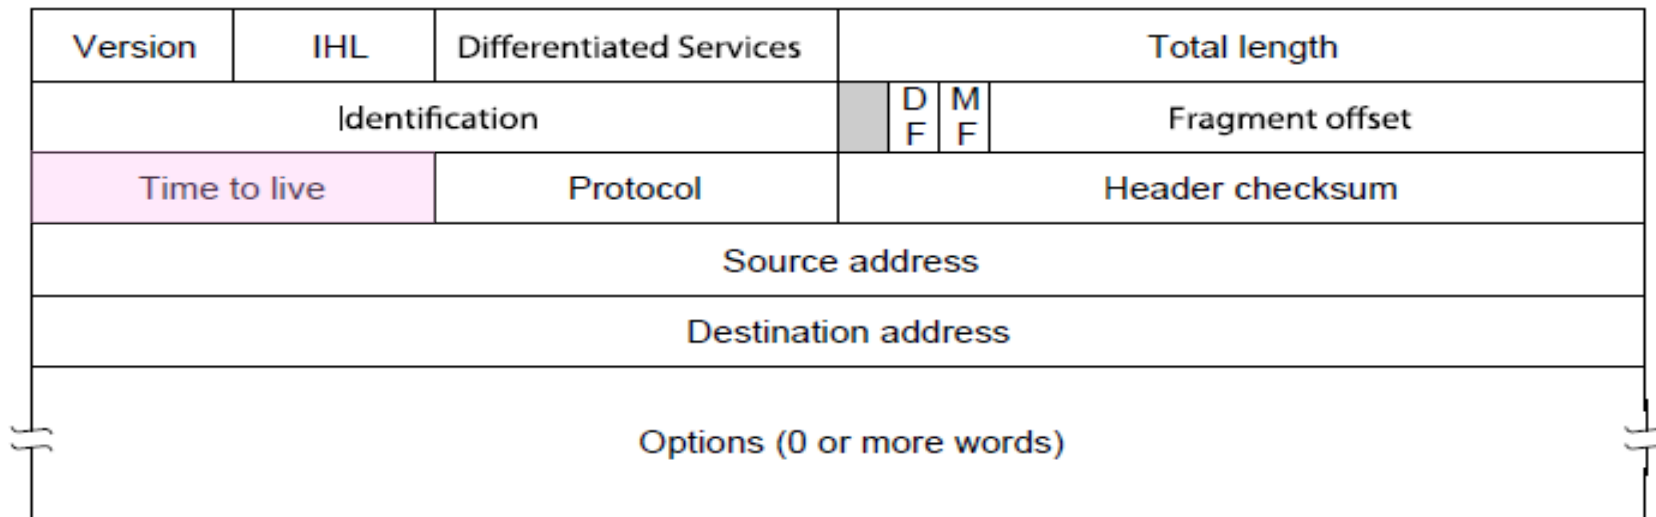 Version IHL Differentiated Services Total length
Identification D M Fragment offset
F F
Time to live Protocol Header checksum
Source address
Destination address
Options (0 or more words)